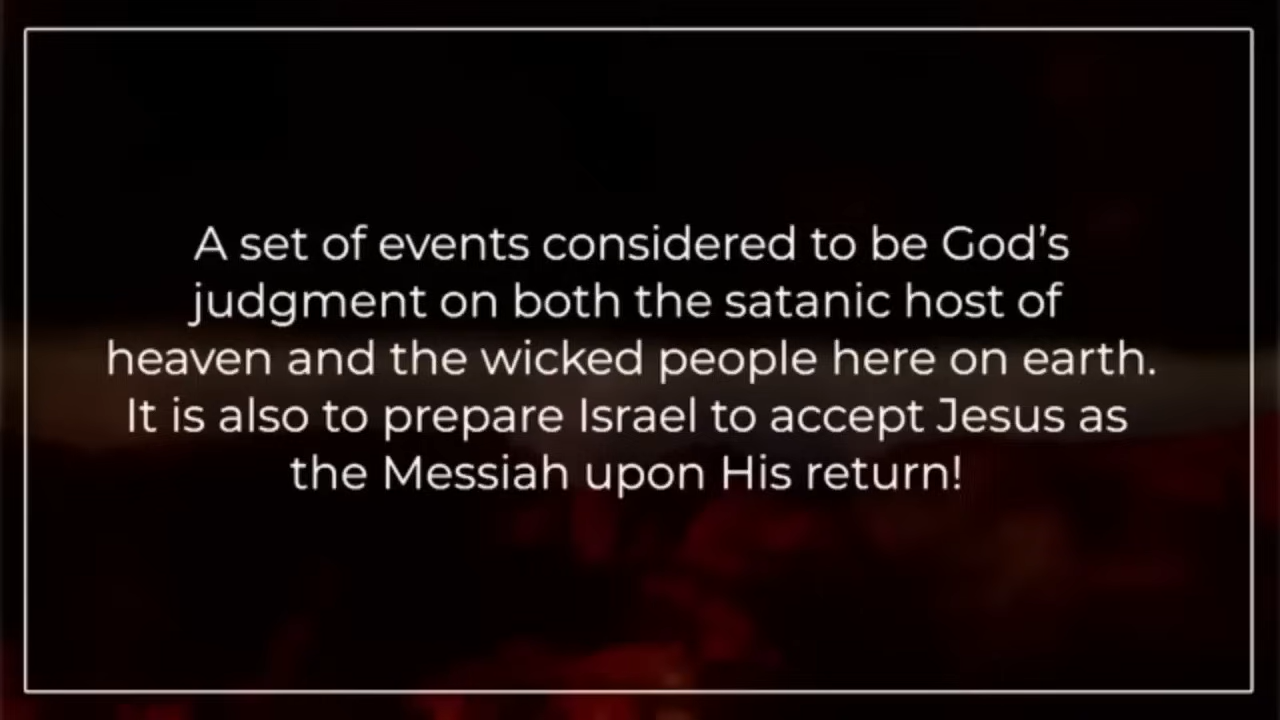 A set of events considered to be God’s
judgment on both the satanic host of
heaven and the wicked people here on earth.
It is also to prepare Israel to accept Jesus as
the Messiah upon His return!